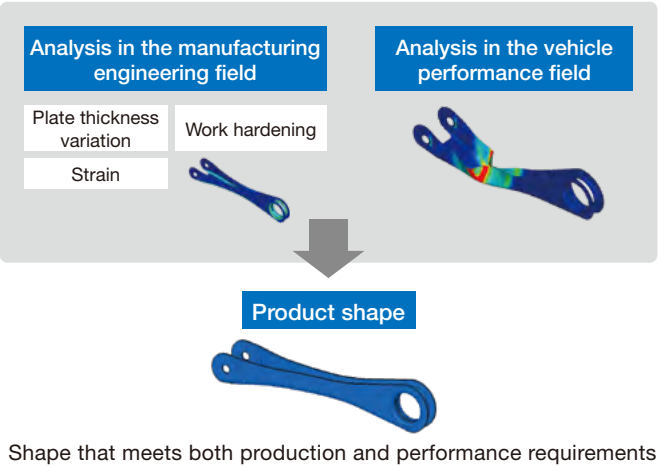 Analysis in the manufacturing
engineering field
Analysis in the vehicle
performance field
Plate thickness
variation
Work hardening
Strain
Product shape
Shape that meets both production and performance requirements